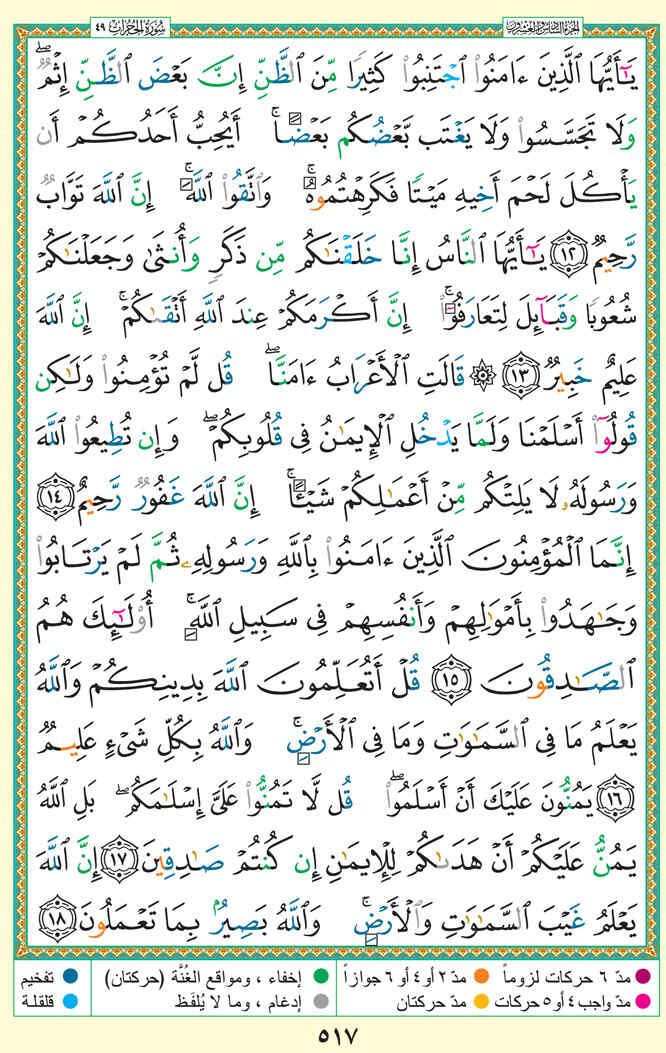 سُورَةُ الحُجُرَاتِ ٤٩
الجزء السادس والعشرون
يَـٰٓأَيُّهَا ٱلَّذِينَ ءَامَنُوا۟ ٱجۡتَنِبُوا۟ كَثِيرٗا مِّنَ ٱلظَّنِّ إِنَّ بَعۡضَ ٱلظَّنِّ إِثۡمٞۖ
وَلَا تَجَسَّسُوا۟ وَلَا يَغۡتَب بَّعۡضُكُم بَعۡضًاۚ أَيُحِبُّ أَحَدُكُمۡ أَن
يَأۡكُلَ لَحۡمَ أَخِيهِ مَيۡتٗا فَكَرِهۡتُمُوهُۚ وَٱتَّقُوا۟ ٱللَّهَۚ إِنَّ ٱللَّهَ تَوَّابٞ
رَّحِيمٞ ١٢ يَـٰٓأَيُّهَا ٱلنَّاسُ إِنَّا خَلَقۡنَـٰكُم مِّن ذَكَرٖ وَأُنثَىٰ وَجَعَلۡنَـٰكُمۡ
شُعُوبٗا وَقَبَآئِلَ لِتَعَارَفُوٓا۟ۚ إِنَّ أَكۡرَمَكُمۡ عِندَ ٱللَّهِ أَتۡقَىٰكُمۡۚ إِنَّ ٱللَّهَ
عَلِيمٌ خَبِيرٞ ١٣ ۞ قَالَتِ ٱلۡأَعۡرَابُ ءَامَنَّاۖ قُل لَّمۡ تُؤۡمِنُوا۟ وَلَـٰكِن
قُولُوٓا۟ أَسۡلَمۡنَا وَلَمَّا يَدۡخُلِ ٱلۡإِيمَـٰنُ فِي قُلُوبِكُمۡۖ وَإِن تُطِيعُوا۟ ٱللَّهَ
وَرَسُولَهُۥ لَا يَلِتۡكُم مِّنۡ أَعۡمَـٰلِكُمۡ شَيۡـًٔاۚ إِنَّ ٱللَّهَ غَفُورٞ رَّحِيمٌ ١٤
إِنَّمَا ٱلۡمُؤۡمِنُونَ ٱلَّذِينَ ءَامَنُوا۟ بِٱللَّهِ وَرَسُولِهِۦ ثُمَّ لَمۡ يَرۡتَابُوا۟
وَجَـٰهَدُوا۟ بِأَمۡوَٰلِهِمۡ وَأَنفُسِهِمۡ فِي سَبِيلِ ٱللَّهِۚ أُو۟لَـٰٓئِكَ هُمُ
ٱلصَّـٰدِقُونَ ١٥ قُلۡ أَتُعَلِّمُونَ ٱللَّهَ بِدِينِكُمۡ وَٱللَّهُ
يَعۡلَمُ مَا فِي ٱلسَّمَـٰوَٰتِ وَمَا فِي ٱلۡأَرۡضِۚ وَٱللَّهُ بِكُلِّ شَيۡءٍ عَلِيمٞ
١٦ يَمُنُّونَ عَلَيۡكَ أَنۡ أَسۡلَمُوا۟ۖ قُل لَّا تَمُنُّوا۟ عَلَيَّ إِسۡلَـٰمَكُمۖ بَلِ ٱللَّهُ
يَمُنُّ عَلَيۡكُمۡ أَنۡ هَدَىٰكُمۡ لِلۡإِيمَـٰنِ إِن كُنتُمۡ صَـٰدِقِينَ ١٧ إِنَّ ٱللَّهَ
يَعۡلَمُ غَيۡبَ ٱلسَّمَـٰوَٰتِ وَٱلۡأَرۡضِۚ وَٱللَّهُ بَصِيرُۢ بِمَا تَعۡمَلُونَ ١٨
مدّ ٦ حركات لزوماً مدّ ٢ أو ٤ أو ٦ جوازاً إخفاء ، ومواقع الغُنَّة (حركتان) تفخيم
مدّ واجب ٤ أو ٥ حركات مدّ حركتان إدغام ، وما لا يُلفَظ قلقلة
٥١٧